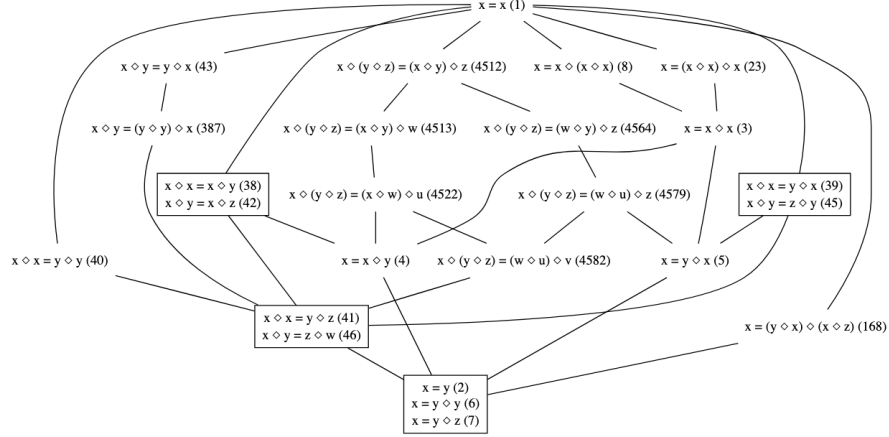 x = x (1)
x ◇ y = y ◇ x (43)
x ◇ (y ◇ z) = (x ◇ y) ◇ z (4512)
x = x ◇ (x ◇ x) (8)
x = (x ◇ x) ◇ x (23)
x ◇ y = (y ◇ y) ◇ x (387)
x ◇ (y ◇ z) = (x ◇ y) ◇ w (4513)
x ◇ (y ◇ z) = (w ◇ y) ◇ z (4564)
x = x ◇ x (3)
x ◇ x = x ◇ y (38)
x ◇ y = x ◇ z (42)
x ◇ (y ◇ z) = (x ◇ w) ◇ u (4522)
x ◇ (y ◇ z) = (w ◇ u) ◇ z (4579)
x ◇ x = y ◇ x (39)
x ◇ y = z ◇ y (45)
x ◇ x = y ◇ y (40)
x = x ◇ y (4)
x ◇ (y ◇ z) = (w ◇ u) ◇ v (4582)
x = y ◇ x (5)
x ◇ x = y ◇ z (41)
x ◇ y = z ◇ w (46)
x = (y ◇ x) ◇ (x ◇ z) (168)
x = y (2)
x = y ◇ y (6)
x = y ◇ z (7)